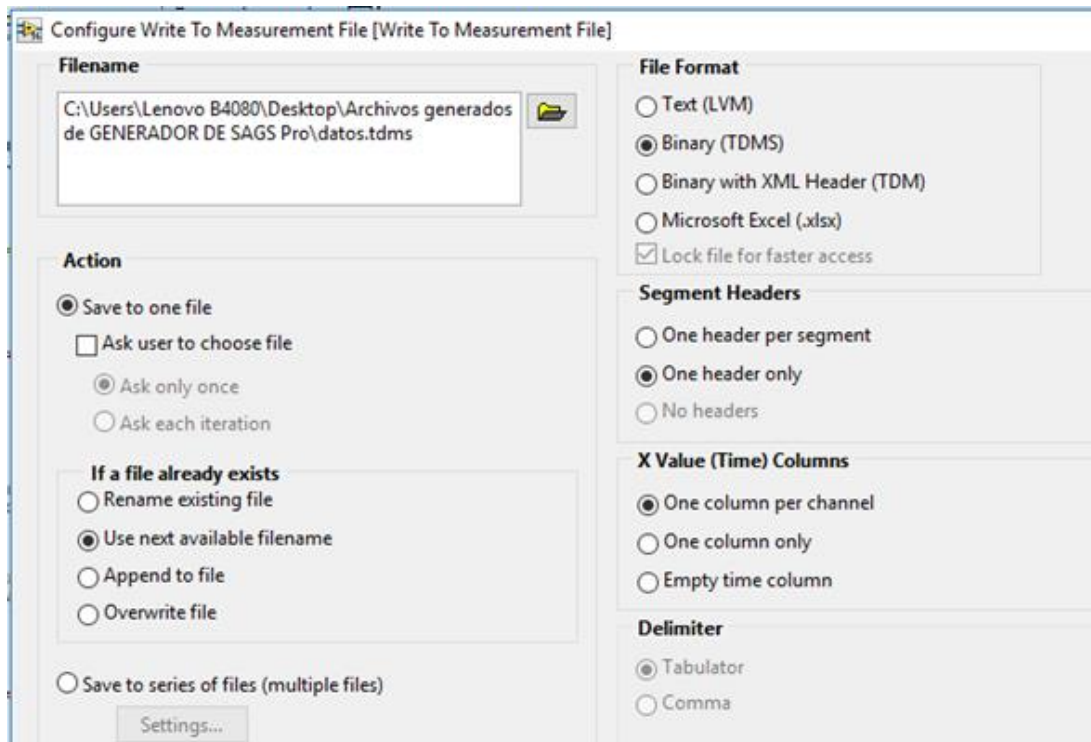 Configure Write To Measurement File [Write To Measurement File]
Filename
C:\Users\Lenovo B4080\Desktop\Archivos generados
de GENERADOR DE SAGS Pro\datos.tdms
Action
Save to one file
Ask user to choose file
Ask only once
Ask each iteration
If a file already exists
Rename existing file
Use next available filename
Append to file
Overwrite file
Save to series of files (multiple files)
Settings...
File Format
Text (LVM)
Binary (TDMS)
Binary with XML Header (TDM)
Microsoft Excel (.xlsx)
Lock file for faster access
Segment Headers
One header per segment
One header only
No headers
X Value (Time) Columns
One column per channel
One column only
Empty time column
Delimiter
Tabulator
Comma